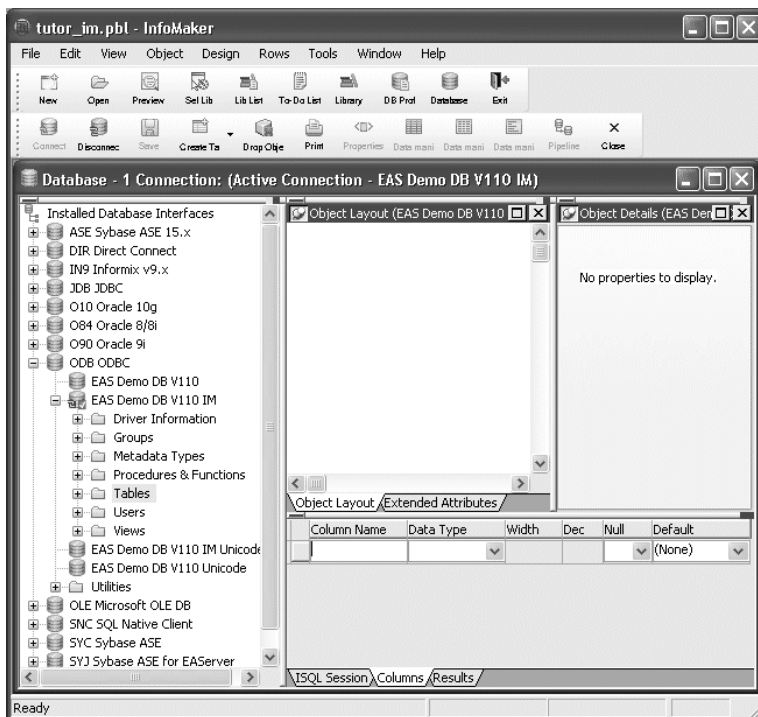 tutor_im.pbl - InfoMaker
File Edit View Object Design Rows Tools Window Help
New Open Preview Sel Lib Lib List To-Do List Library DB Prof Database Exit
Connect Disconnec Save Create Ta Drop Obje Print Properties Data mani Data mani Data mani Pipeline Close
Database - 1 Connection: (Active Connection - EAS Demo DB V110 IM)
Installed Database Interfaces
ASE Sybase ASE 15.x
DIR Direct Connect
IN9 Informix v9.x
JDB JDBC
O10 Oracle 10g
O84 Oracle 8/8i
O90 Oracle 9i
ODB ODBC
EAS Demo DB V110
EAS Demo DB V110 IM
Driver Information
Groups
Metadata Types
Procedures & Functions
Tables
Users
Views
EAS Demo DB V110 IM Unicode
EAS Demo DB V110 Unicode
Utilities
OLE Microsoft OLE DB
SNC SQL Native Client
SYC Sybase ASE
SYJ Sybase ASE for EAServer
Object Layout (EAS Demo DB V110
Object Layout Extended Attributes
Object Details (EAS Den
No properties to display.
Column Name Data Type Width Dec Null Default
(None)
ISQL Session Columns Results
Ready